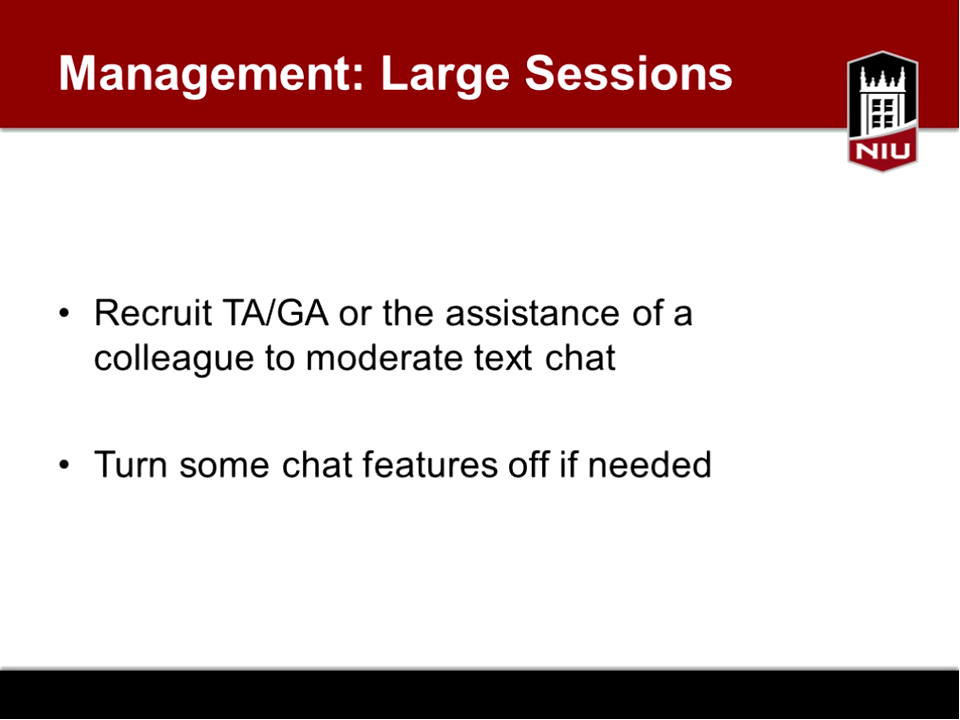 Management: Large Sessions
NIU
• Recruit TA/GA or the assistance of a
colleague to moderate text chat
• Turn some chat features off if needed